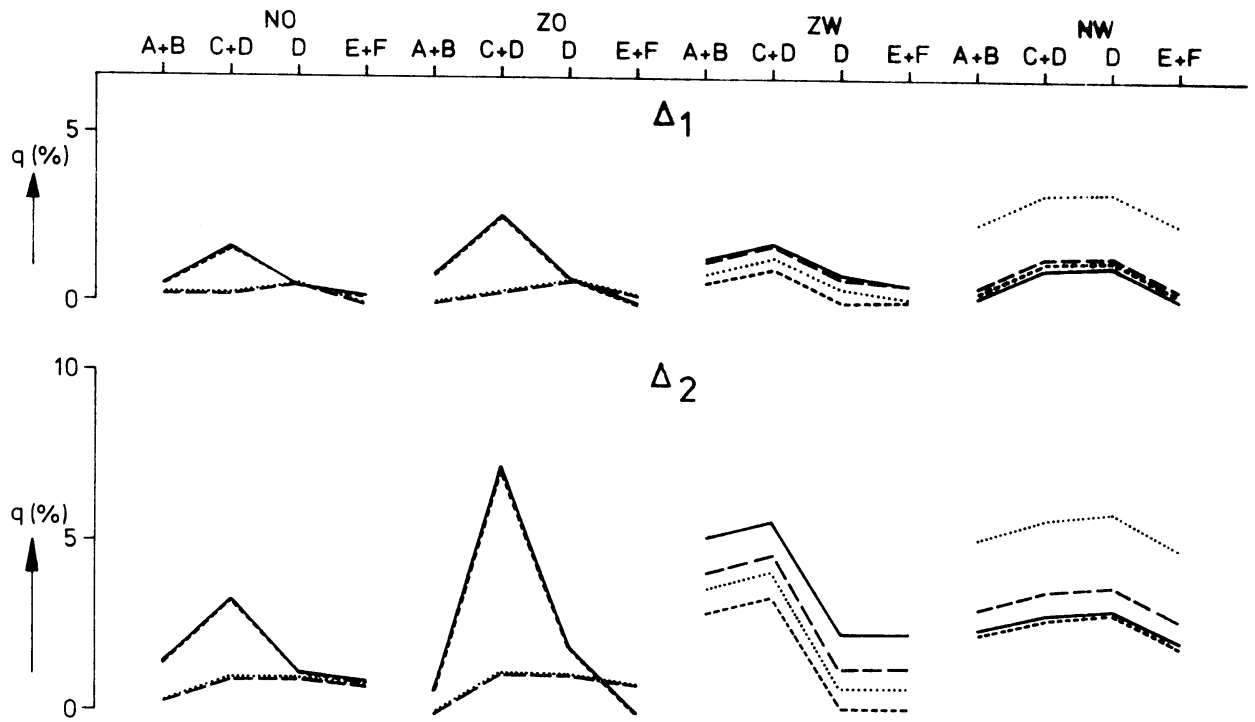 NO ZO ZW NW
A+B C+D D E+F A+B C+D D E+F A+B C+D D E+F A+B C+D D E+F
Δ1
5
q (%)
0
10
Δ2
q (%)
5
0